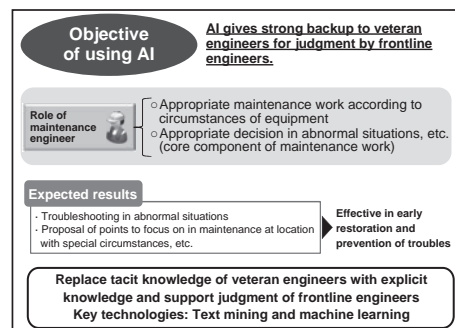 Objective
of using AI
AI gives strong backup to veteran
engineers for judgment by frontline
engineers.
Role of
maintenance
engineer
○Appropriate maintenance work according to
circumstances of equipment
○Appropriate decision in abnormal situations, etc.
(core component of maintenance work)
Expected results
· Troubleshooting in abnormal situations
· Proposal of points to focus on in maintenance at location
with special circumstances, etc.
Effective in early
restoration and
prevention of troubles
Replace tacit knowledge of veteran engineers with explicit
knowledge and support judgment of frontline engineers
Key technologies: Text mining and machine learning